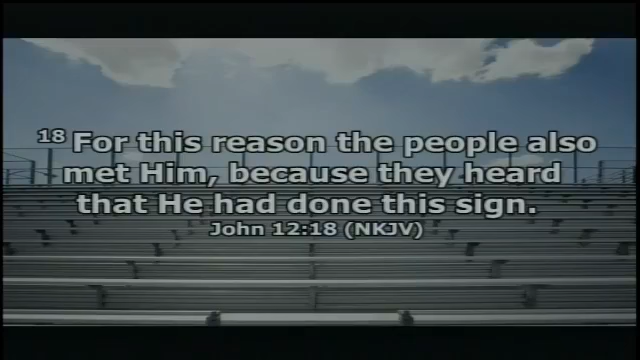 18 For this reason the people also
met Him, because they heard
that He had done this sign.
John 12:18 (NKJV)